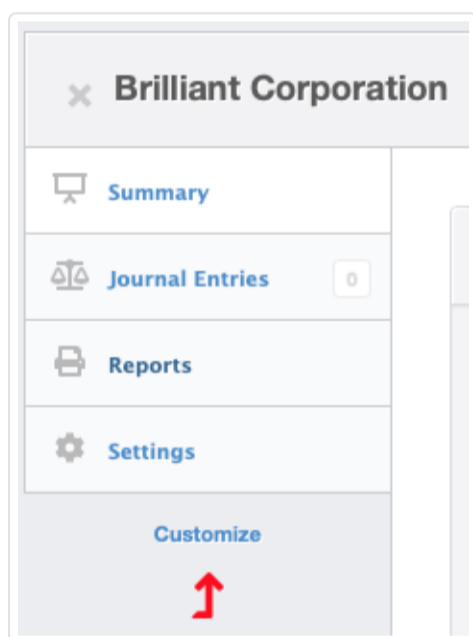 Brilliant Corporation
Summary
Journal Entries 0
Reports
Settings
Customize